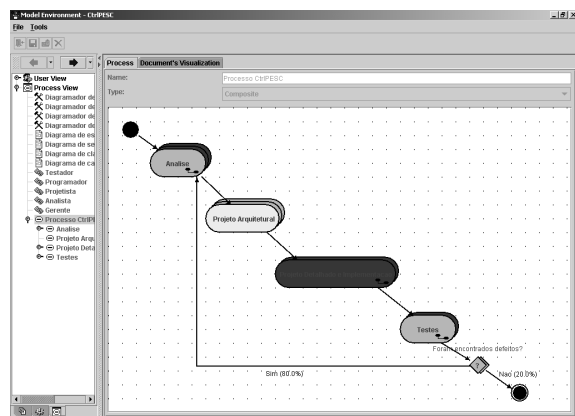 Model Environment - CtrlPESC
File Tools
Process Document's Visualization
User View
Process View
Diagramador de
Diagramador de
Diagramador de
Diagramador de
Diagrama de es
Diagrama de se
Diagrama de cla
Diagrama de ca
Testador
Programador
Projetista
Analista
Gerente
Processo CtrlPI
Analise
Projeto Arqu
Projeto Deta
Testes
Name: Processo CtrlPESC
Type: Composite
Analise
Projeto Arquitetural
Testes
Foram encontrados defeitos?
?
Sim (80.0%)
Nao (20.0%)